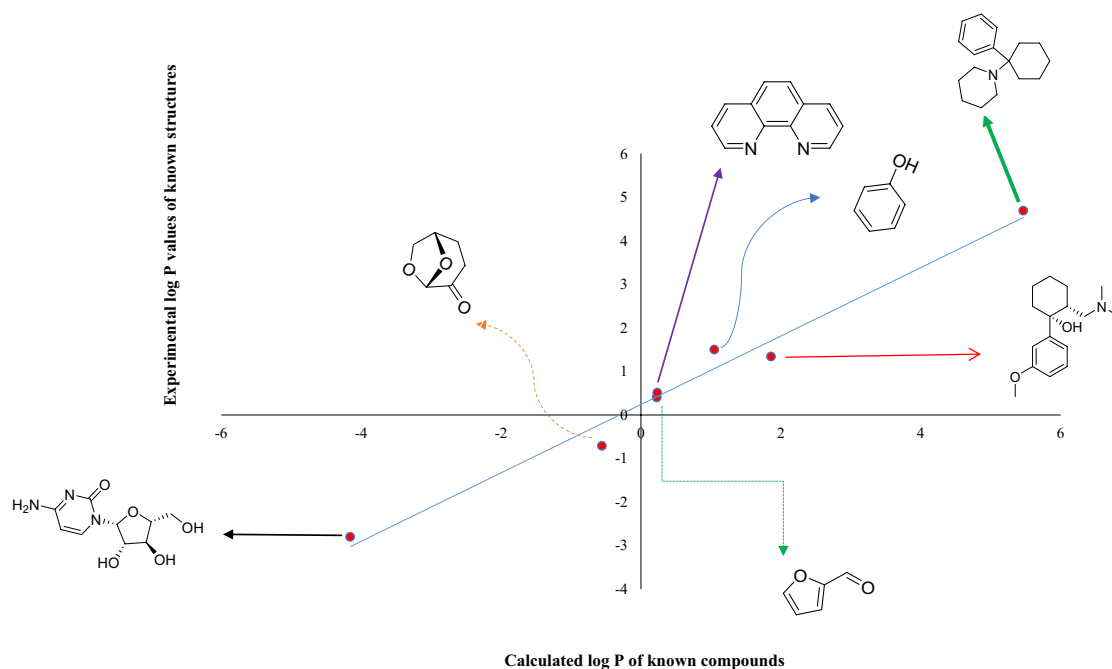 Experimental log P values of known structures
N
N
N
OH
O
O
O
N
OH
O
6
5
4
3
2
1
0
-1
-2
-3
-4
-6
-4
-2
0
2
4
6
H₂N
N
O
N
O
OH
HO
OH
O
O
Calculated log P of known compounds